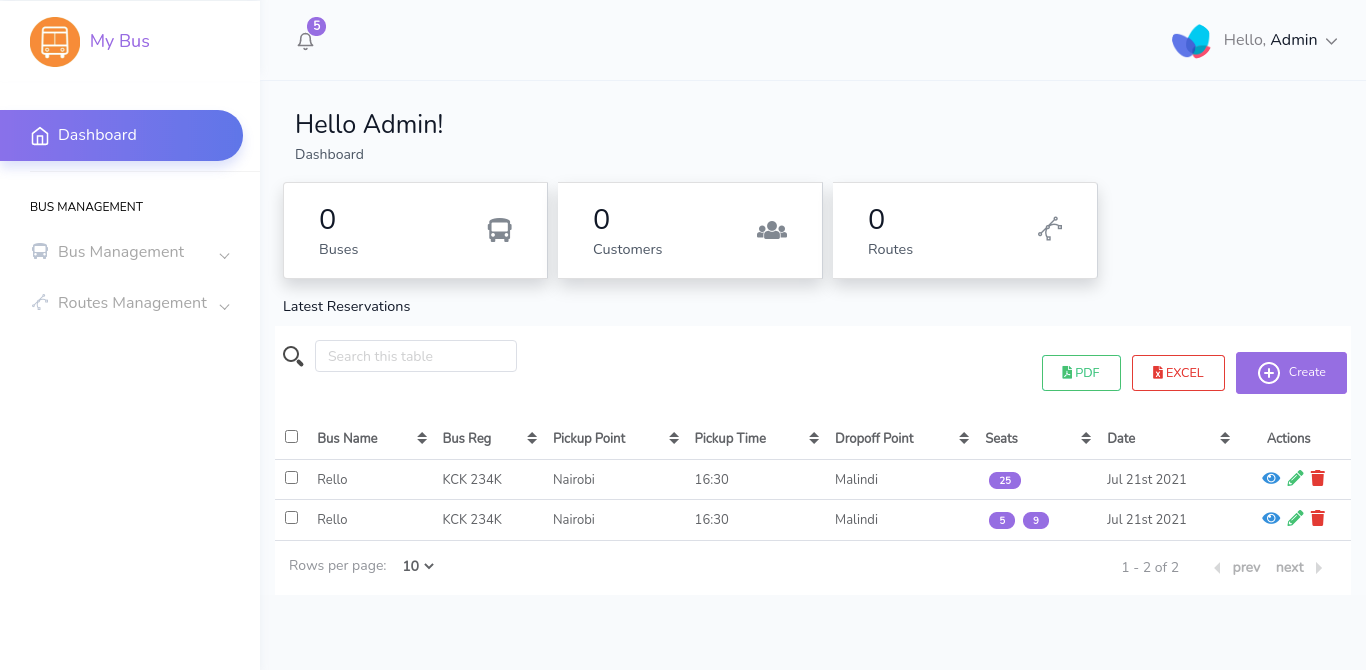 My Bus
5
Hello, Admin
Dashboard
BUS MANAGEMENT
Bus Management
Routes Management
Hello Admin!
Dashboard
0
Buses
0
Customers
0
Routes
Latest Reservations
Search this table
PDF
EXCEL
Create
Bus Name Bus Reg Pickup Point Pickup Time Dropoff Point Seats Date Actions
Rello KCK 234K Nairobi 16:30 Malindi 25 Jul 21st 2021
Rello KCK 234K Nairobi 16:30 Malindi 5 9 Jul 21st 2021
Rows per page: 10 1 - 2 of 2 prev next